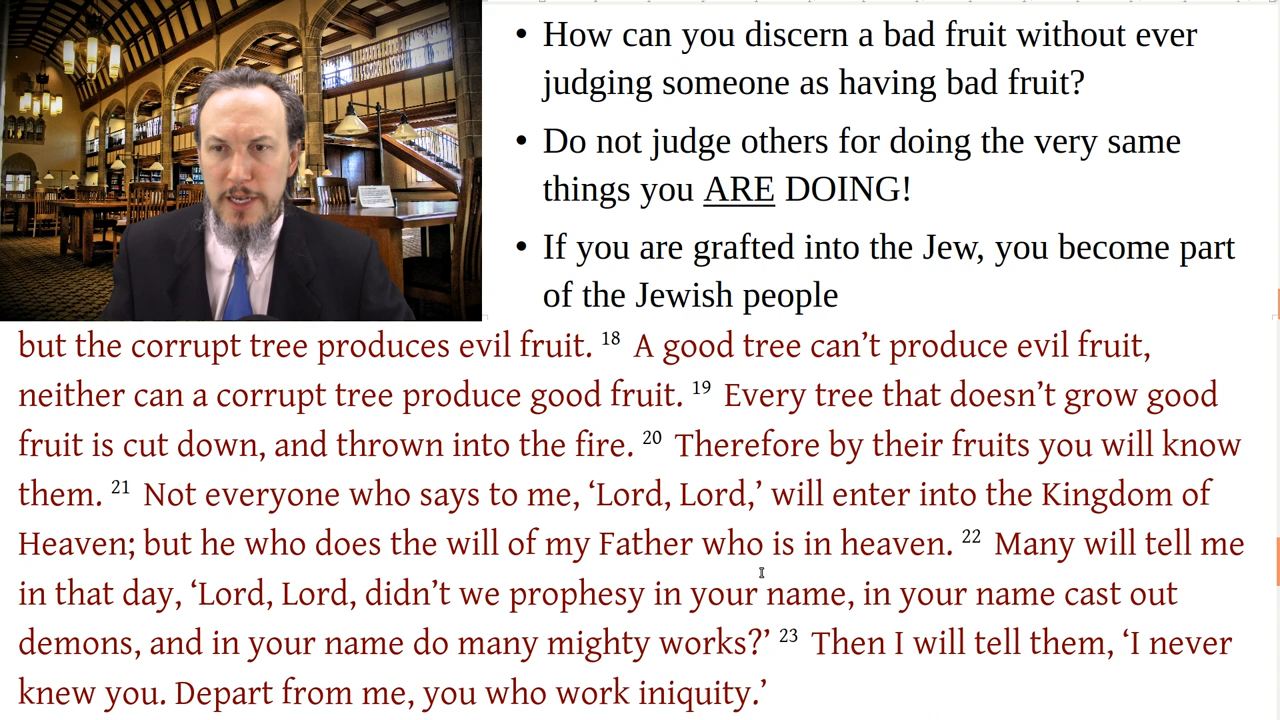 • How can you discern a bad fruit without ever
judging someone as having bad fruit?
• Do not judge others for doing the very same
things you ARE DOING!
• If you are grafted into the Jew, you become part
of the Jewish people
but the corrupt tree produces evil fruit. 18 A good tree can’t produce evil fruit,
neither can a corrupt tree produce good fruit. 19 Every tree that doesn’t grow good
fruit is cut down, and thrown into the fire. 20 Therefore by their fruits you will know
them. 21 Not everyone who says to me, ‘Lord, Lord,’ will enter into the Kingdom of
Heaven; but he who does the will of my Father who is in heaven. 22 Many will tell me
in that day, ‘Lord, Lord, didn’t we prophesy in your name, in your name cast out
demons, and in your name do many mighty works?’ 23 Then I will tell them, ‘I never
knew you. Depart from me, you who work iniquity.’